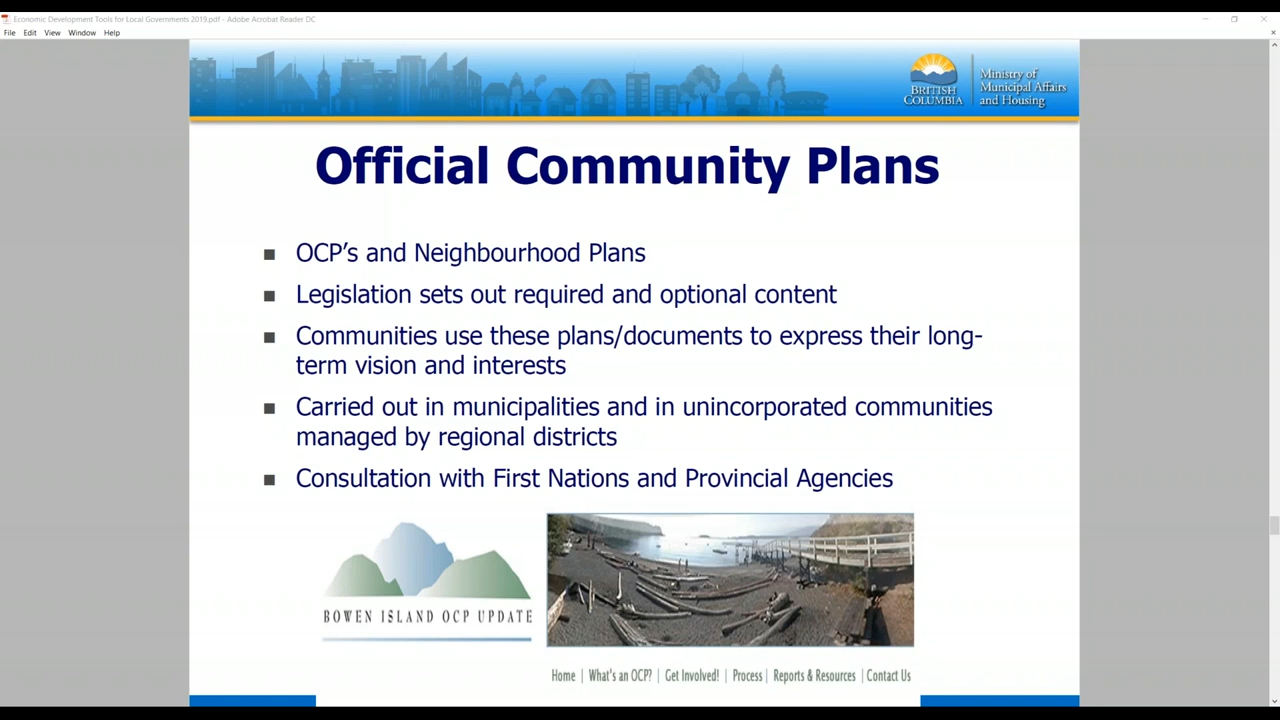 Economic Development Tools for Local Governments 2019.pdf - Adobe Acrobat Reader DC
File Edit View Window Help
BRITISH
COLUMBIA
Ministry of
Municipal Affairs
and Housing
Official Community Plans
OCP’s and Neighbourhood Plans
Legislation sets out required and optional content
Communities use these plans/documents to express their long-
term vision and interests
Carried out in municipalities and in unincorporated communities
managed by regional districts
Consultation with First Nations and Provincial Agencies
BOWEN ISLAND OCP UPDATE
Home | What's an OCP? | Get Involved! | Process | Reports & Resources | Contact Us